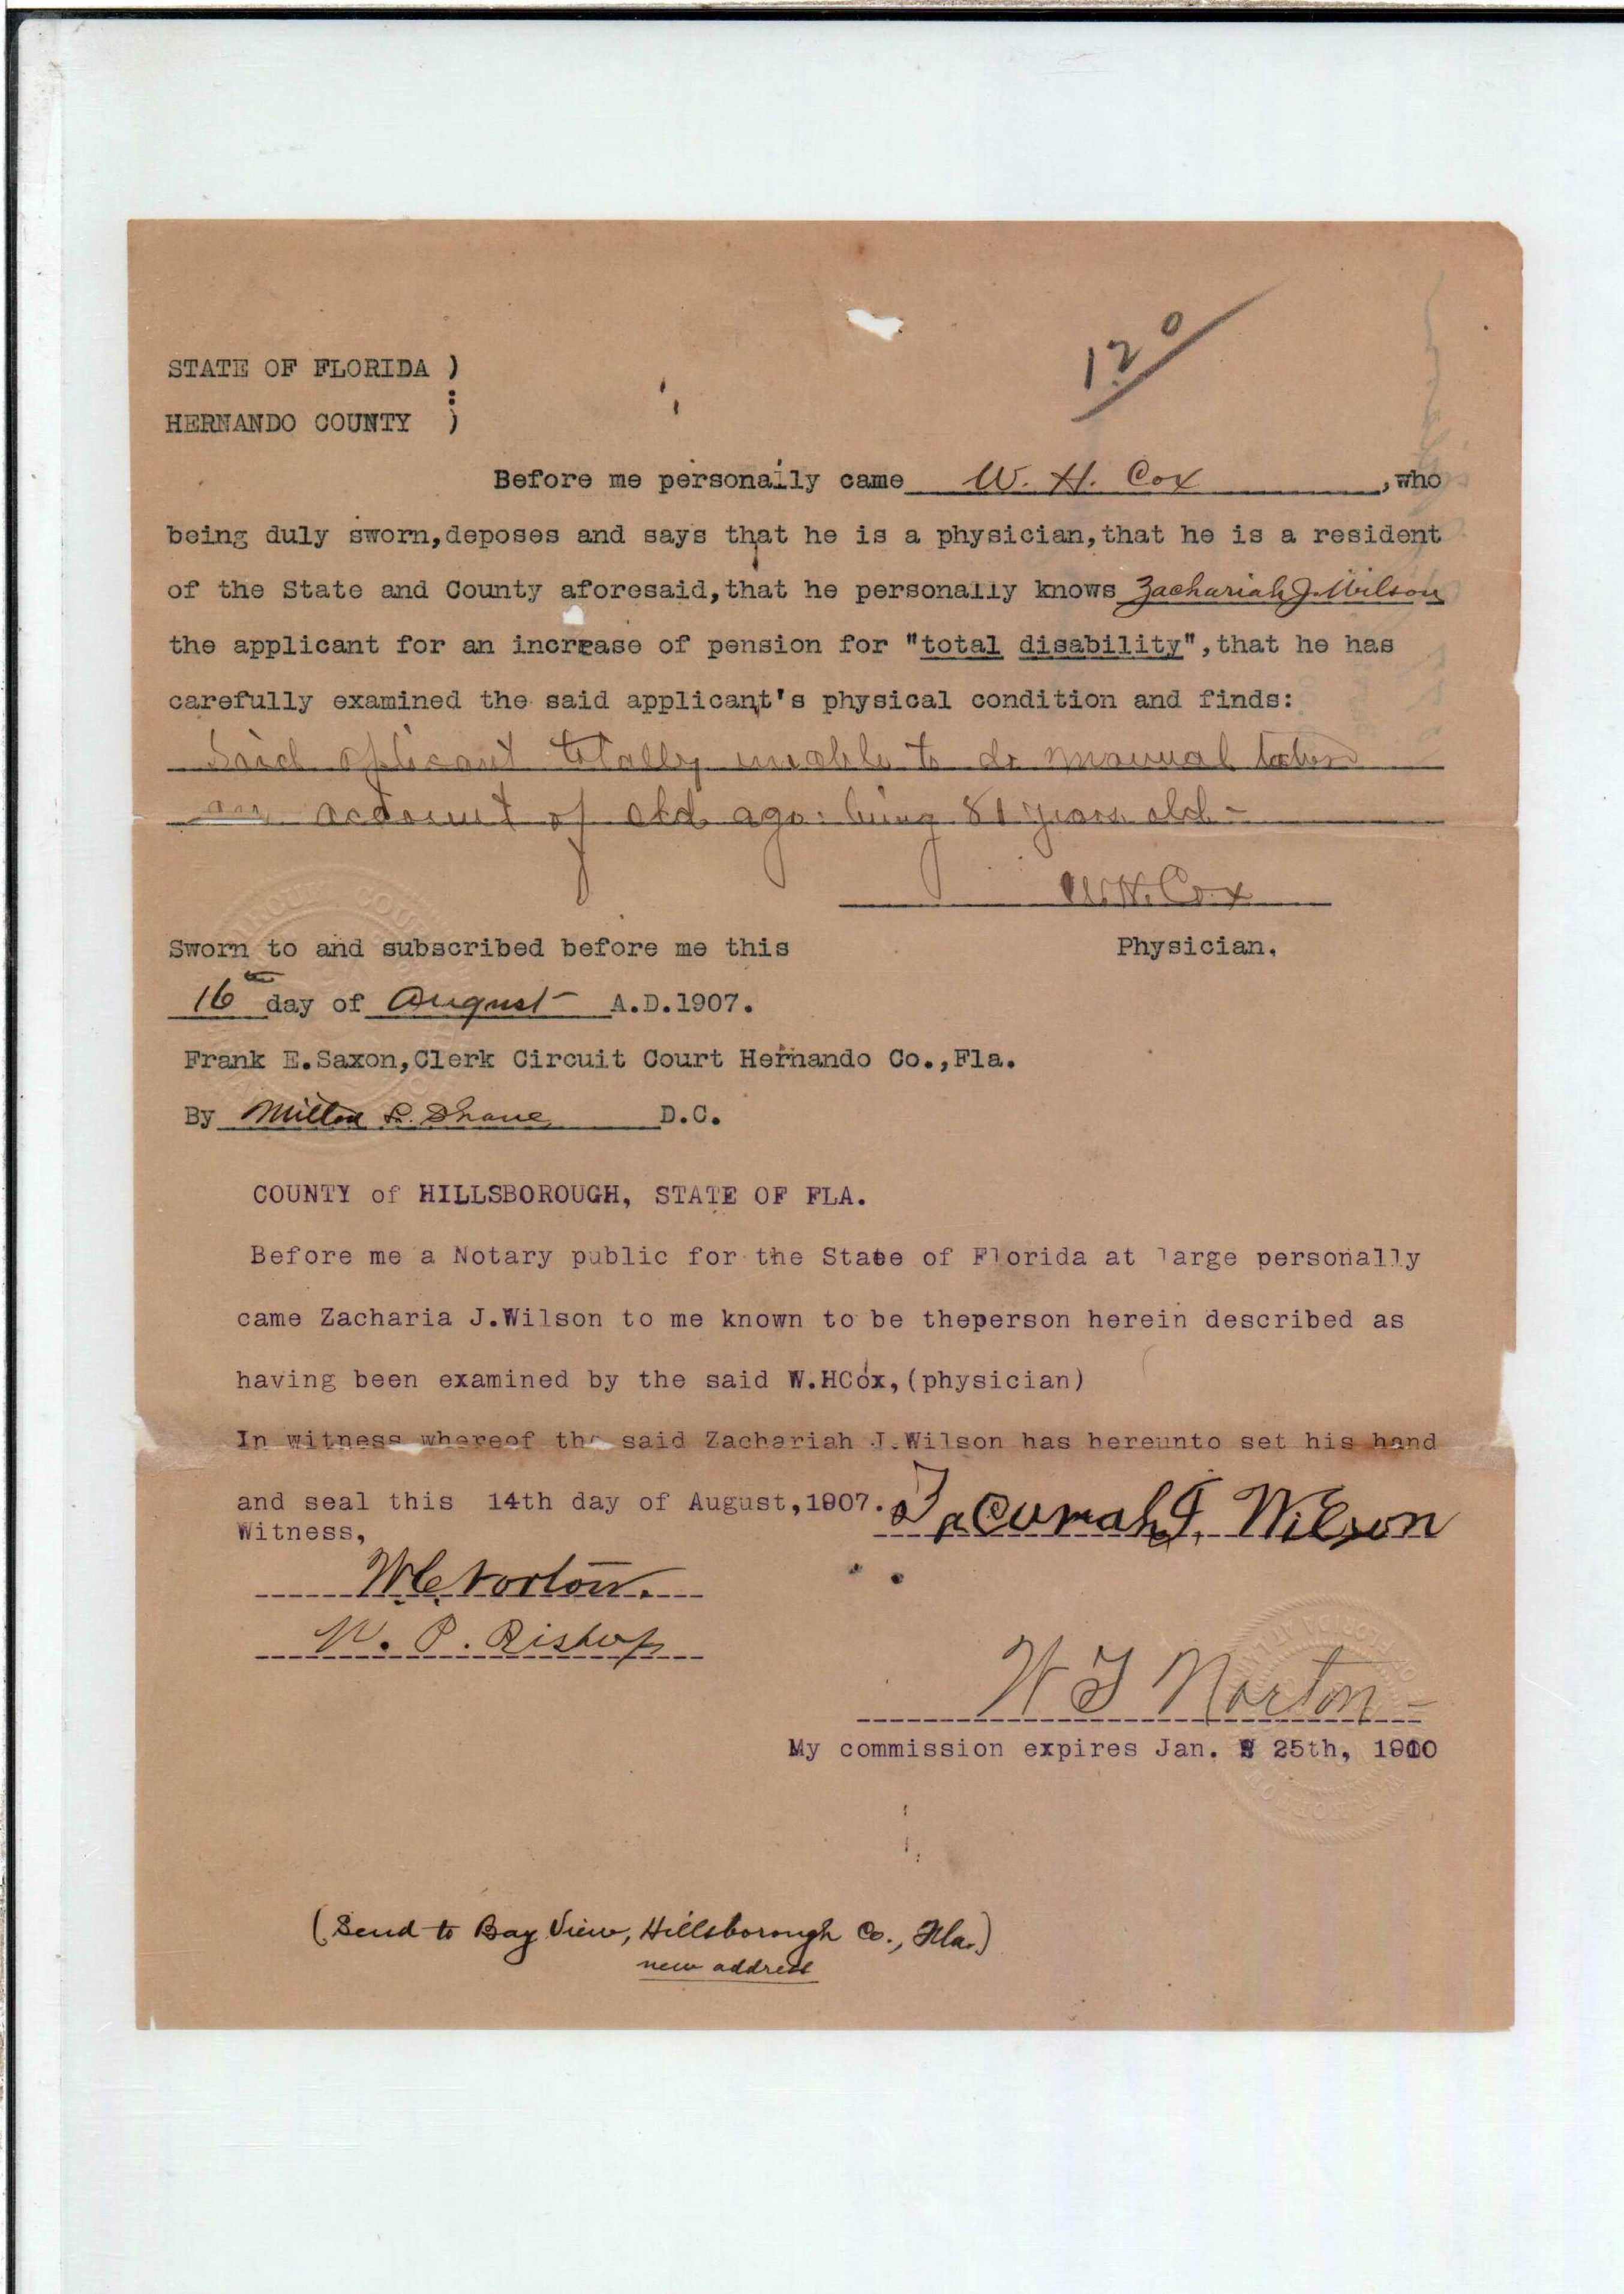 12 0
STATE OF FLORIDA )
:
HERNANDO COUNTY )
Before me personally came W. H. Cox ,who
being duly sworn,deposes and says that he is a physician,that he is a resident
of the State and County aforesaid,that he personally knows Zachariah J. Wilson
the applicant for an increase of pension for "total disability",that he has
carefully examined the said applicant's physical condition and finds:
Said aplicant totally unable to do manual labor
on account of old age: being 81 years old -
W. H. Cox
Sworn to and subscribed before me this Physician.
16th day of August A.D.1907.
Frank E.Saxon,Clerk Circuit Court Hernando Co.,Fla.
By Milton D.C.
COUNTY of HILLSBOROUGH, STATE OF FLA.
Before me a Notary public for the State of Florida at large personally
came Zacharia J.Wilson to me known to be theperson herein described as
having been examined by the said W.HCox,(physician)
In witness whereof the said Zachariah J.Wilson has hereunto set his hand
and seal this 14th day of August,1907. J. Wilson
Witness,
W. C. Norton.
W. P. Bishop
W T Norton
My commission expires Jan. 25th, 1910
(Send to Bay View, Hillsborough Co., Fla.)
new address